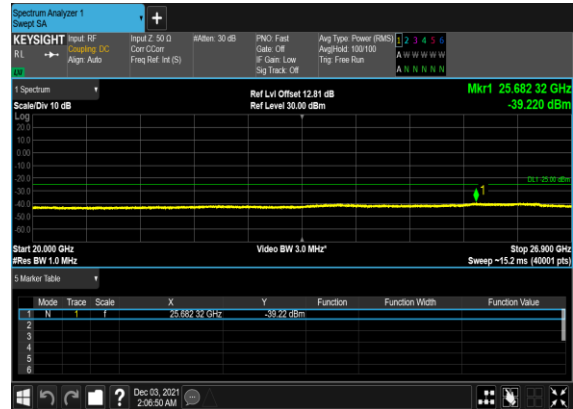 Spectrum Analyzer 1
Swept SA
+
KEYSIGHT Input: RF Input Z: 50 Ω #Atten: 30 dB PNO: Fast Avg Type: Power (RMS) 1 2 3 4 5 6
RL Coupling: DC Corr CCorr Gate: Off Avg|Hold: 100/100 A W W W W W
Align: Auto Freq Ref: Int (S) IF Gain: Low Trig: Free Run
Sig Track: Off A N N N N N
1 Spectrum Ref Lvl Offset 12.81 dB Mkr1 25.682 32 GHz
Scale/Div 10 dB Ref Level 30.00 dBm -39.220 dBm
Log
20.0
10.0
0.00
-10.0
-20.0
DL1 -25.00 dBm
-30.0
1
-40.0
-50.0
-60.0
Start 20.000 GHz Video BW 3.0 MHz* Stop 26.900 GHz
#Res BW 1.0 MHz Sweep ~15.2 ms (40001 pts)
5 Marker Table
Mode Trace Scale X Y Function Function Width Function Value
1 N 1 f 25.682 32 GHz -39.22 dBm
2
3
4
5
6
? Dec 03, 2021
2:06:50 AM